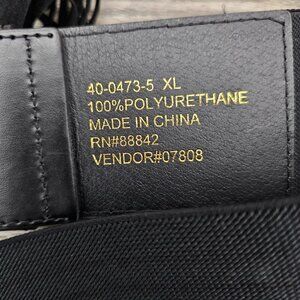 40-0473-5 XL
100%POLYURETHANE
MADE IN CHINA
RN#88842
VENDOR#07808